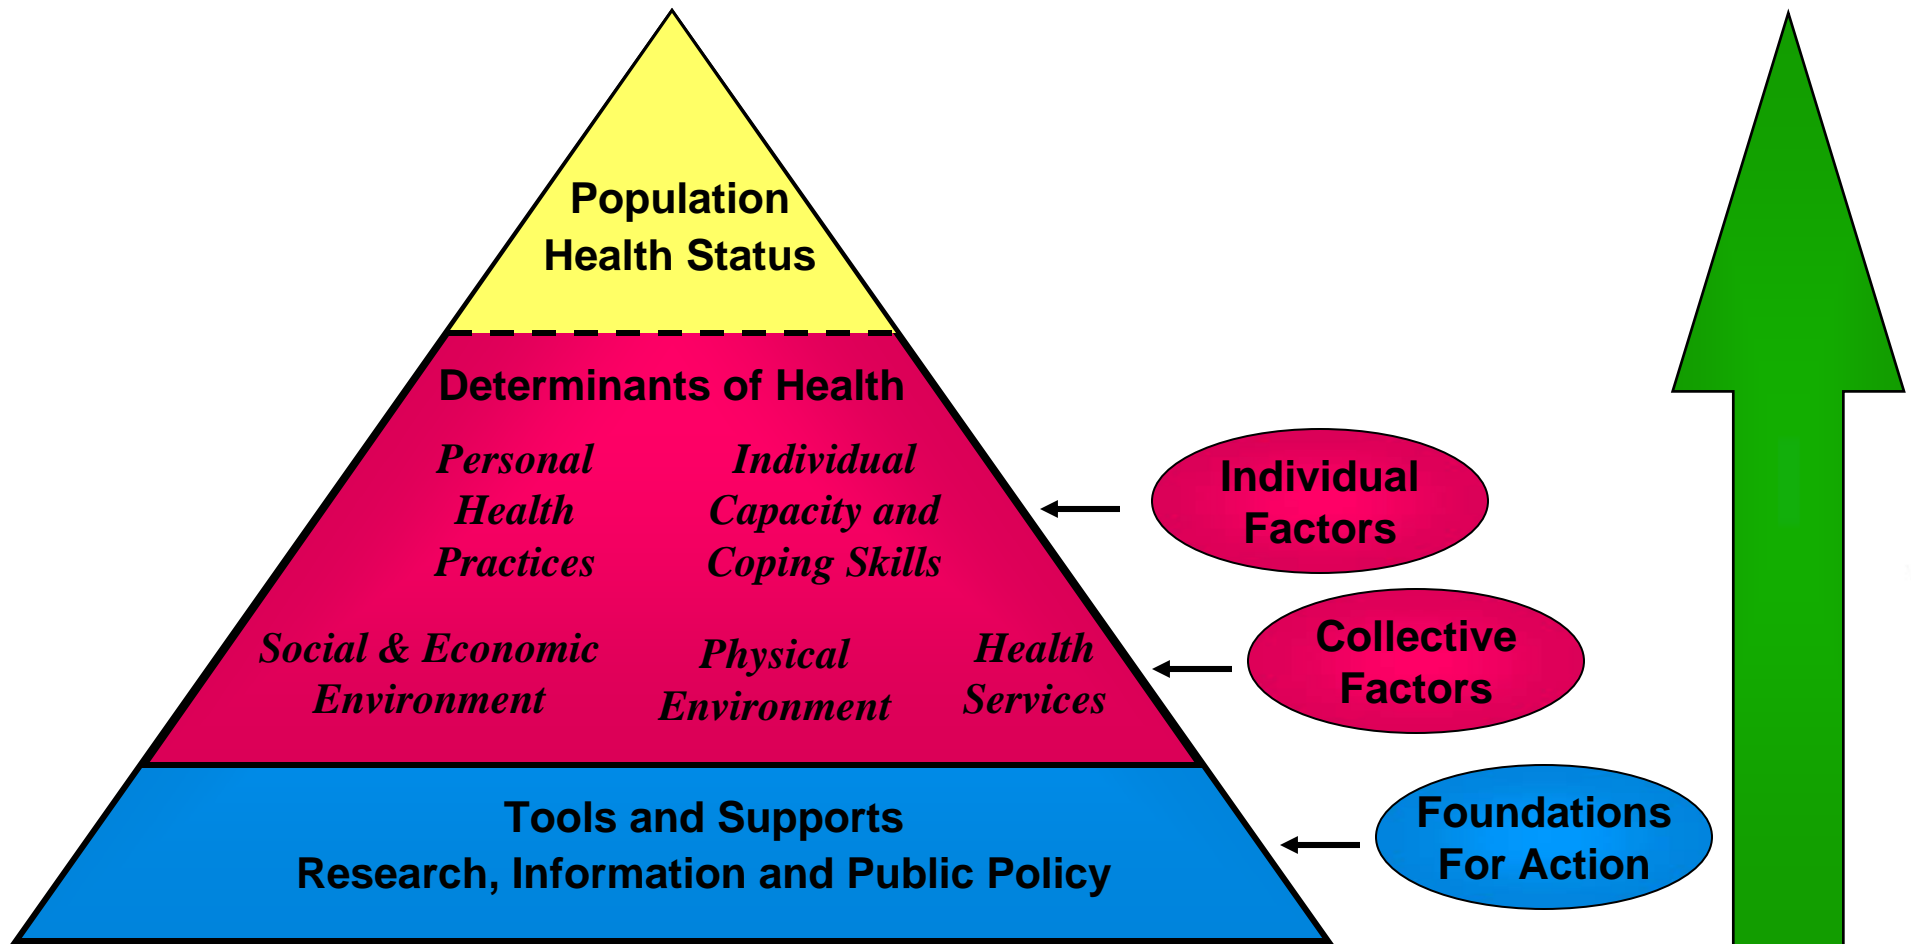 Population
Health Status
Determinants of Health
Personal
Health
Practices
Individual
Capacity and
Coping Skills
Individual
Factors
Social & Economic
Environment
Physical
Environment
Health
Services
Collective
Factors
Tools and Supports
Research, Information and Public Policy
Foundations
For Action